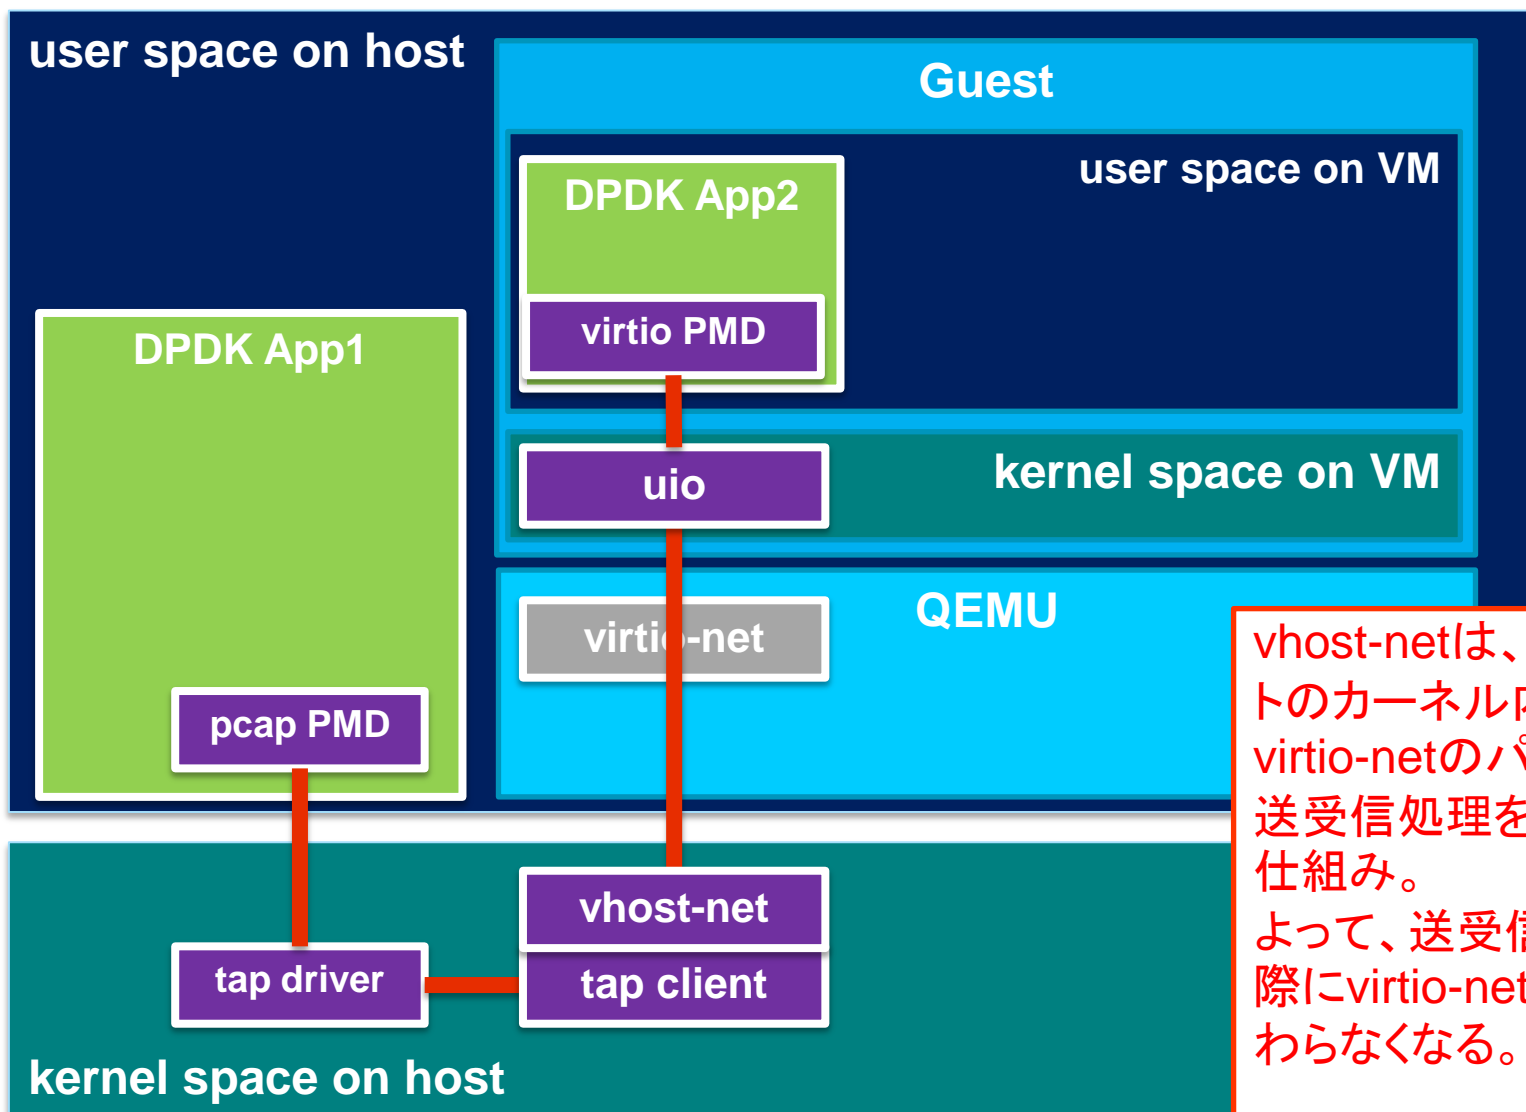 user space on host
Guest
user space on VM
DPDK App2
virtio PMD
DPDK App1
kernel space on VM
uio
QEMU
virtio-net
pcap PMD
vhost-net
tap driver
tap client
kernel space on host
vhost-netは、
トのカーネル
virtio-netのパ
送受信処理を
仕組み。
よって、送受信
際にvirtio-net
わらなくなる。